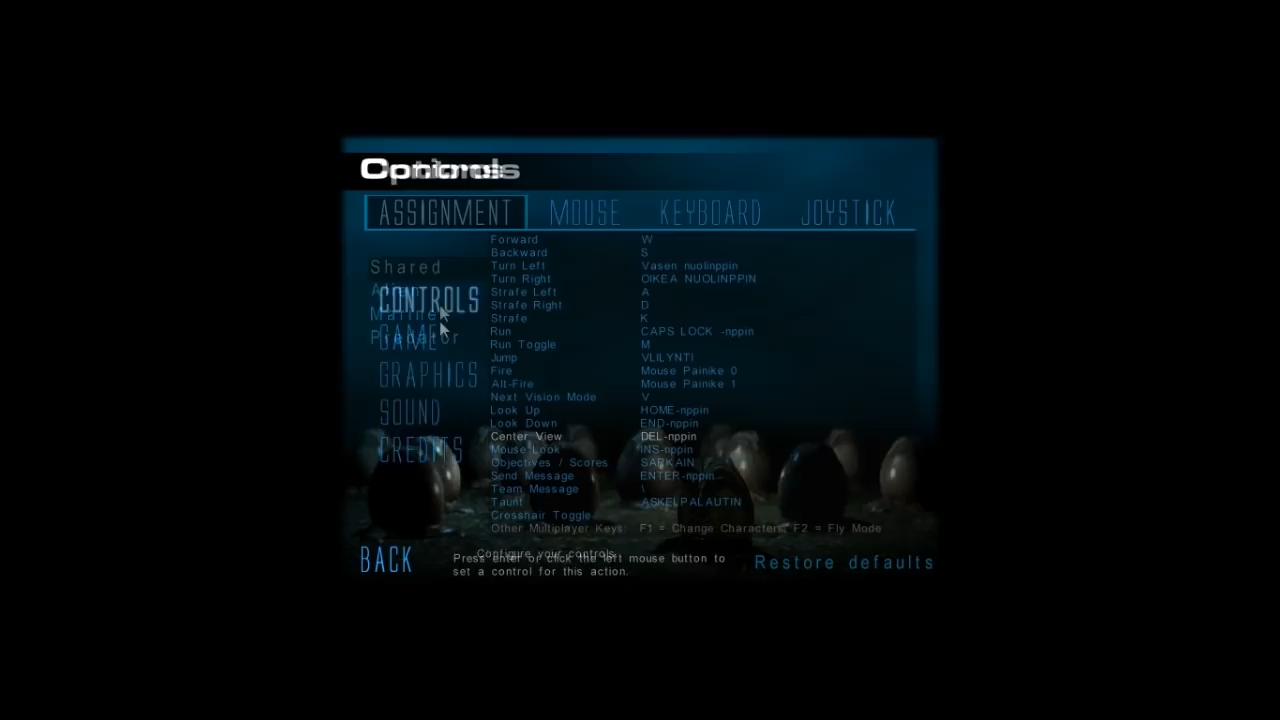 ASSIGNMENT MOUSE KEYBOARD JOYSTICK
Forward W
Backward S
Turn Left Vasen nuolinppin
Turn Right OIKEA NUOLINPPIN
Strafe Left A
Strafe Right D
Strafe K
Run CAPS LOCK -nppin
Run Toggle M
Jump VLILYNTI
Fire Mouse Painike 0
Alt-Fire Mouse Painike 1
Next Vision Mode V
Look Up HOME-nppin
Look Down END-nppin
Center View DEL-nppin
Mouse Look INS-nppin
Objectives / Scores SARKAIN
Send Message ENTER-nppin
Team Message \
Taunt ASKELPALAUTIN
Crosshair Toggle
Other Multiplayer Keys: F1 = Change Characters, F2 = Fly Mode
Shared
Marine
Predator
CONTROLS
GAME
GRAPHICS
SOUND
CREDITS
Configure your controls.
Press enter or click the left mouse button to
set a control for this action.
BACK
Restore defaults